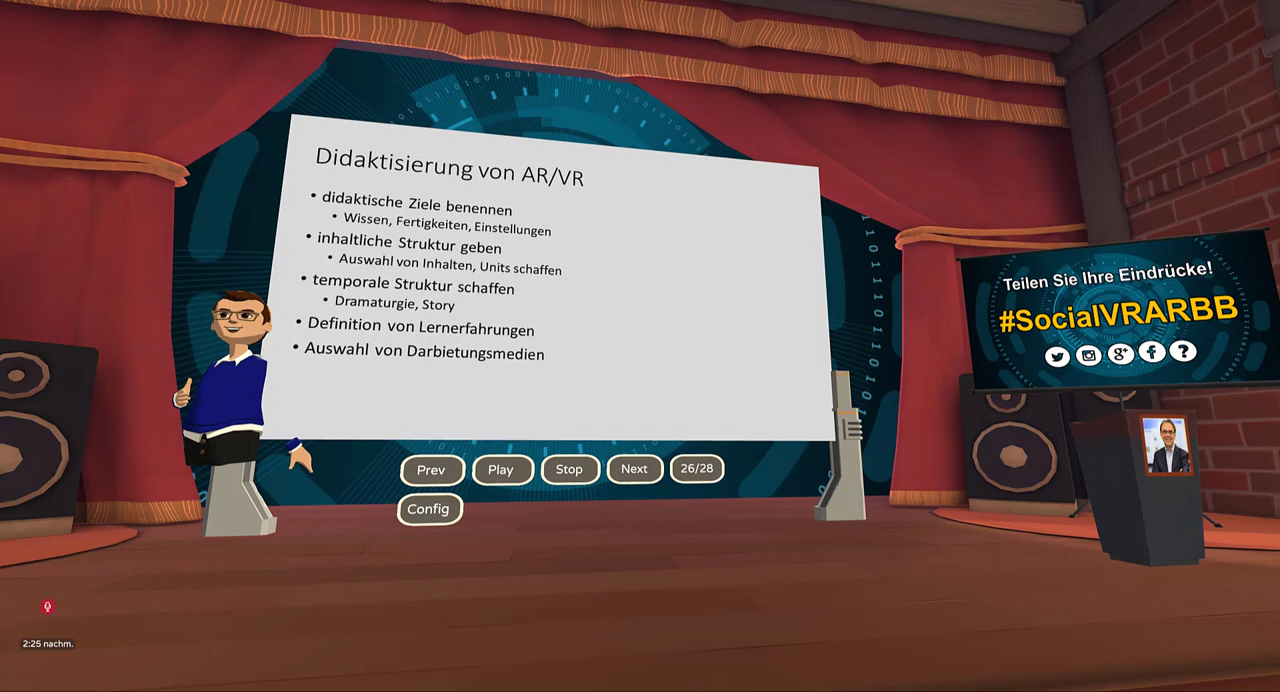 Didaktisierung von AR/VR
• didaktische Ziele benennen
• Wissen, Fertigkeiten, Einstellungen
• inhaltliche Struktur geben
• Auswahl von Inhalten, Units schaffen
• temporale Struktur schaffen
• Dramaturgie, Story
• Definition von Lernerfahrungen
• Auswahl von Darbietungsmedien
Teilen Sie Ihre Eindrücke!
#SocialVRARBB
Prev Play Stop Next 26/28
Config
2:25 nachm.